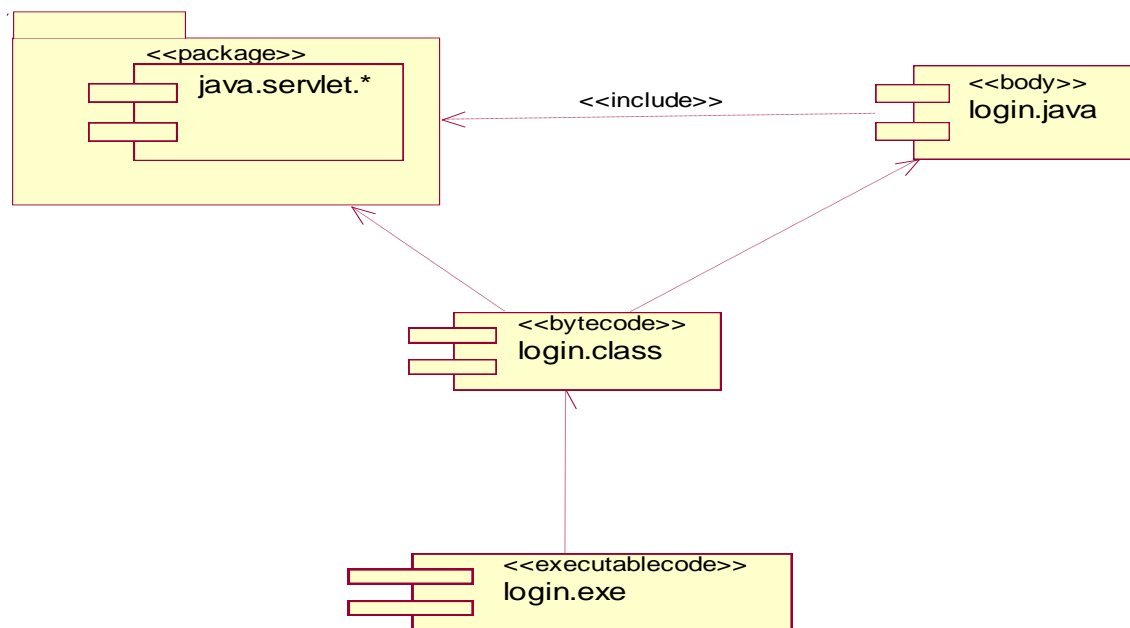 <<package>>
java.servlet.*
<<include>>
<<body>>
login.java
<<bytecode>>
login.class
<<executablecode>>
login.exe